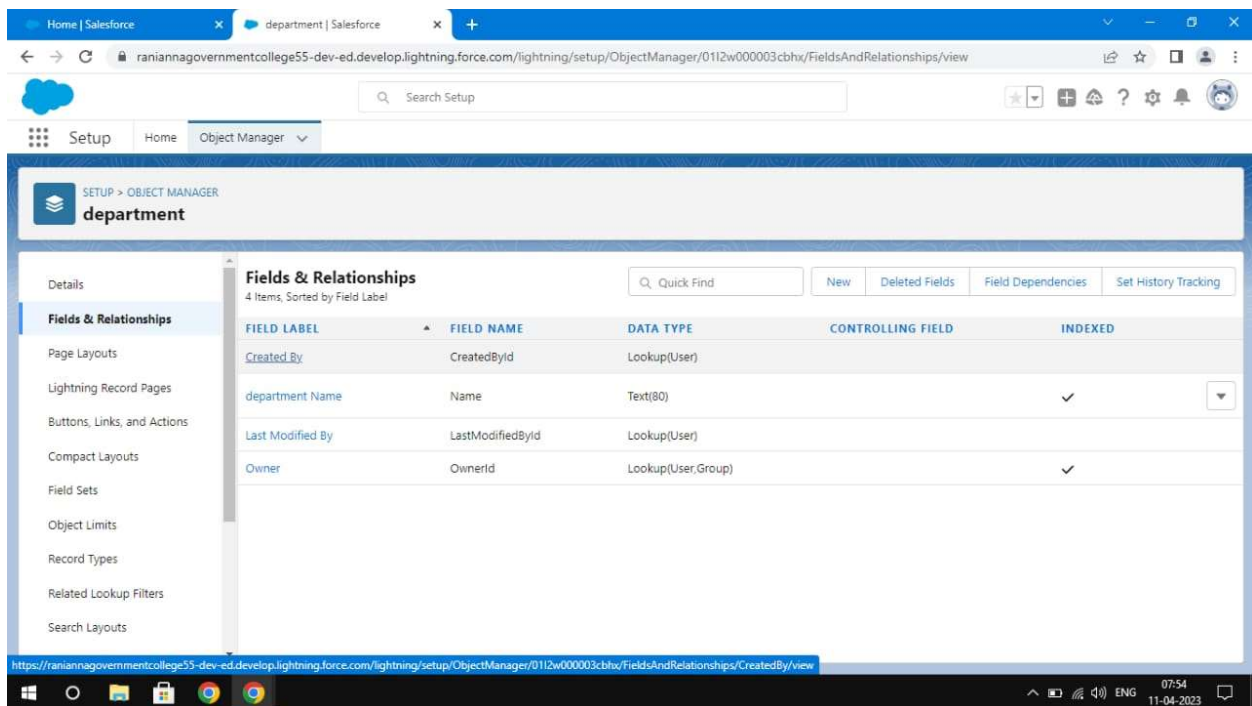 Home | Salesforce
department | Salesforce
raniannagovernmentcollege55-dev-ed.develop.lightning.force.com/lightning/setup/ObjectManager/01I2w000003cbhx/FieldsAndRelationships/view
Search Setup
Setup Home Object Manager
SETUP > OBJECT MANAGER
department
Details
Fields & Relationships
Page Layouts
Lightning Record Pages
Buttons, Links, and Actions
Compact Layouts
Field Sets
Object Limits
Record Types
Related Lookup Filters
Search Layouts
Fields & Relationships
4 Items, Sorted by Field Label
Quick Find New Deleted Fields Field Dependencies Set History Tracking
FIELD LABEL FIELD NAME DATA TYPE CONTROLLING FIELD INDEXED
Created By CreatedById Lookup(User)
department Name Name Text(80)
Last Modified By LastModifiedById Lookup(User)
Owner OwnerId Lookup(User,Group)
https://raniannagovernmentcollege55-dev-ed.develop.lightning.force.com/lightning/setup/ObjectManager/01I2w000003cbhx/FieldsAndRelationships/CreatedBy/view
ENG 07:54
11-04-2023